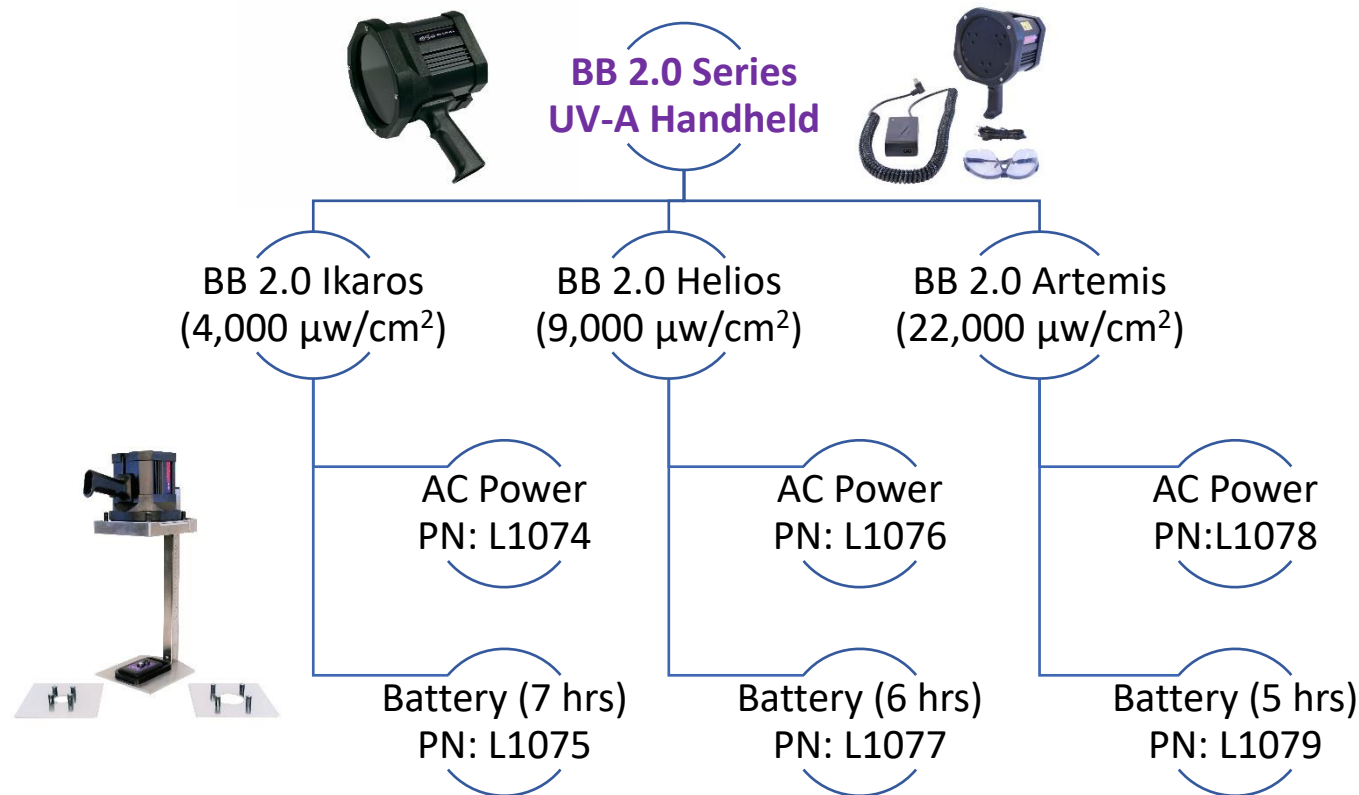 BB 2.0 Series
UV-A Handheld
BB 2.0 Ikaros
(4,000 µw/cm²)
BB 2.0 Helios
(9,000 µw/cm²)
BB 2.0 Artemis
(22,000 µw/cm²)
AC Power
PN: L1074
AC Power
PN: L1076
AC Power
PN:L1078
Battery (7 hrs)
PN: L1075
Battery (6 hrs)
PN: L1077
Battery (5 hrs)
PN: L1079